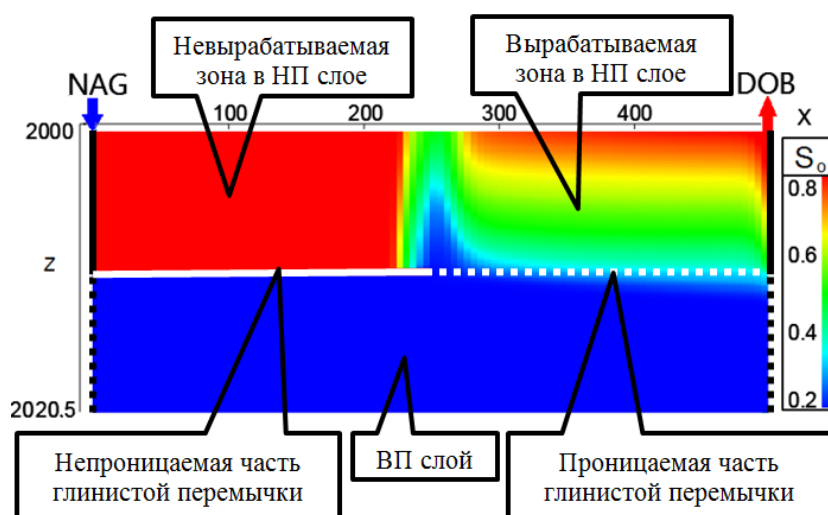 Невырабатываемая
зона в НП слое
Вырабатываемая
зона в НП слое
NAG
DOB
100
200
300
400
x
2000
S o
0.8
0.6
z
0.4
0.2
2020.5
Непроницаемая часть
глинистой перемычки
ВП слой
Проницаемая часть
глинистой перемычки